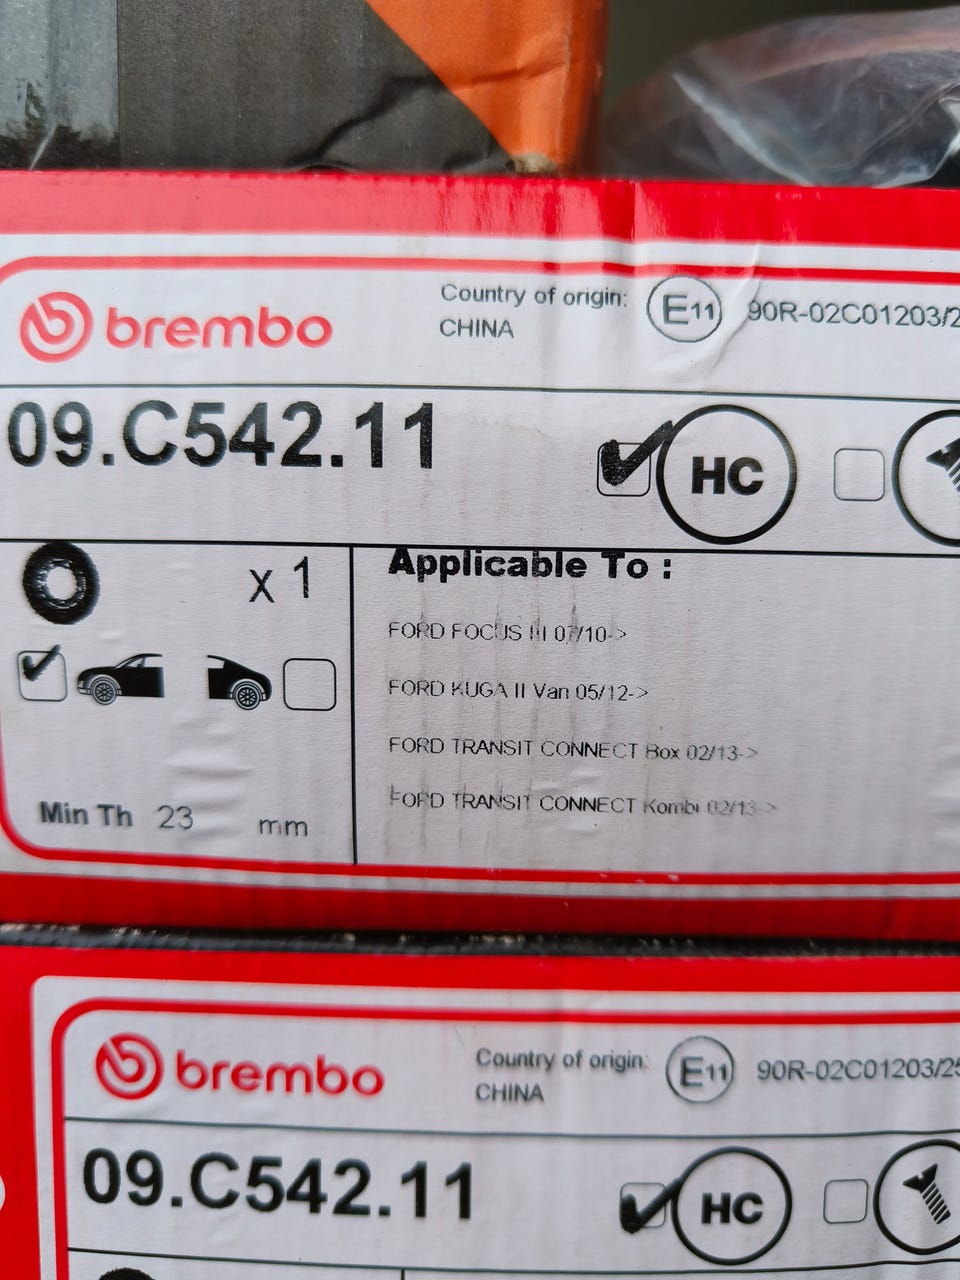 brembo
Country of origin:
CHINA
E11
90R-02C01203/2
09.C542.11
HC
x 1
Applicable To :
FORD FOCUS III 07/10->
FORD KUGA II Van 05/12->
FORD TRANSIT CONNECT Box 02/13->
FORD TRANSIT CONNECT Kombi 02/13->
Min Th 23 mm
brembo
Country of origin:
CHINA
E11
90R-02C01203/25
09.C542.11
HC